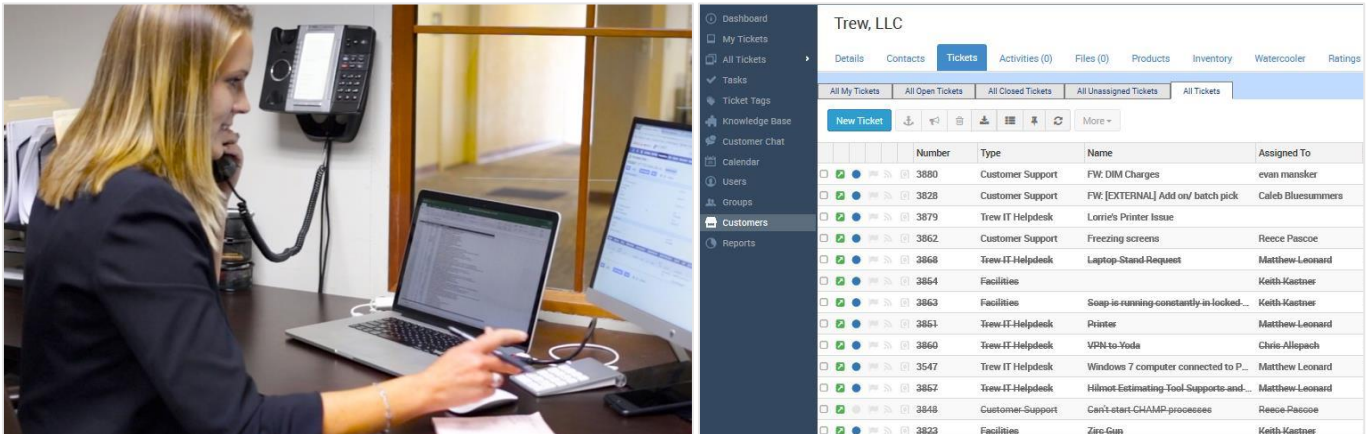 Dashboard
My Tickets
All Tickets
Tasks
Ticket Tags
Knowledge Base
Customer Chat
Calendar
Users
Groups
Customers
Reports
Trew, LLC
Details Contacts Tickets Activities (0) Files (0) Products Inventory Watercooler Ratings
All My Tickets All Open Tickets All Closed Tickets All Unassigned Tickets All Tickets
New Ticket More
Number Type Name Assigned To
3880 Customer Support FW: DIM Charges evan mansker
3828 Customer Support FW: [EXTERNAL] Add on/ batch pick Caleb Bluesummers
3879 Trew IT Helpdesk Lorrie's Printer Issue
3862 Customer Support Freezing screens Reece Pascoe
3868 Trew IT Helpdesk Laptop Stand Request Matthew Leonard
3864 Facilities Keith Kastner
3863 Facilities Soap is running constantly in locked... Keith Kastner
3851 Trew IT Helpdesk Printer Matthew Leonard
3860 Trew IT Helpdesk VPN to Yoda Chris Allspach
3547 Trew IT Helpdesk Windows 7 computer connected to P... Matthew Leonard
3857 Trew IT Helpdesk Hilmot Estimating Tool Supports and... Matthew Leonard
3848 Customer Support Can't start CHAMP processes Reece Pascoe
3823 Facilities Zirc Gun Keith Kastner